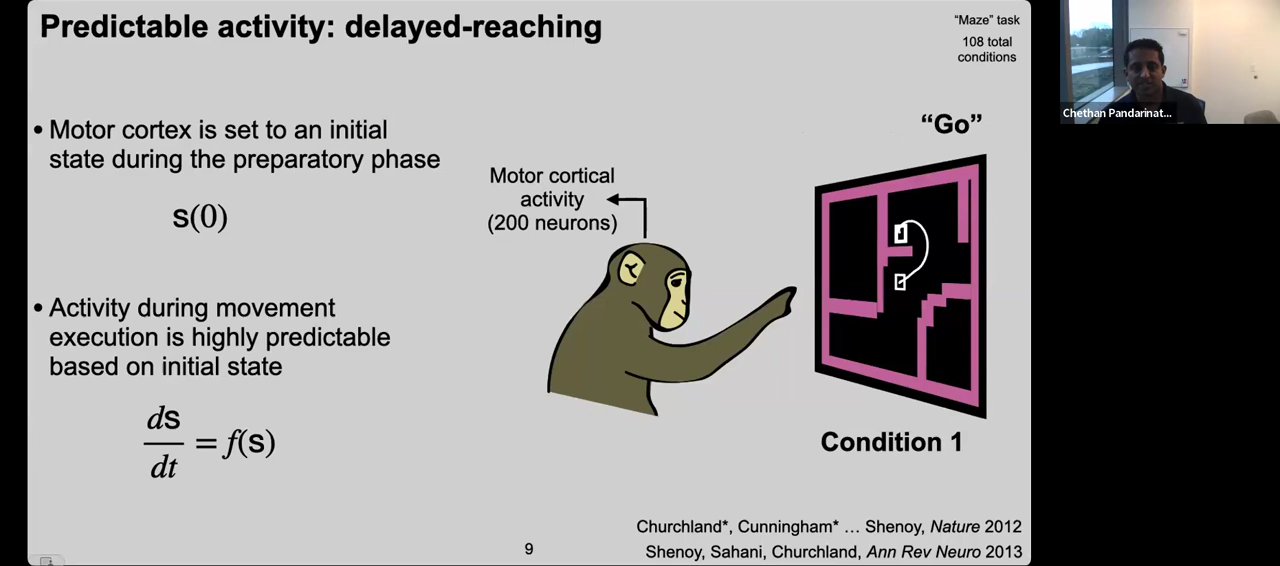 Predictable activity: delayed-reaching
"Maze" task
108 total
conditions
• Motor cortex is set to an initial
state during the preparatory phase
s(0)
• Activity during movement
execution is highly predictable
based on initial state
ds
dt
= f(s)
Motor cortical
activity
(200 neurons)
"Go"
Condition 1
Churchland*, Cunningham* … Shenoy, Nature 2012
Shenoy, Sahani, Churchland, Ann Rev Neuro 2013
9
Chethan Pandarinat...